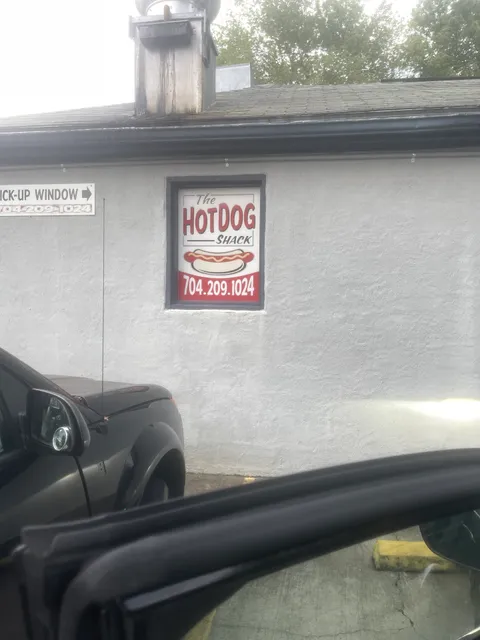 ICK-UP WINDOW
704-209-1024
The
HOTDOG
SHACK
704.209.1024